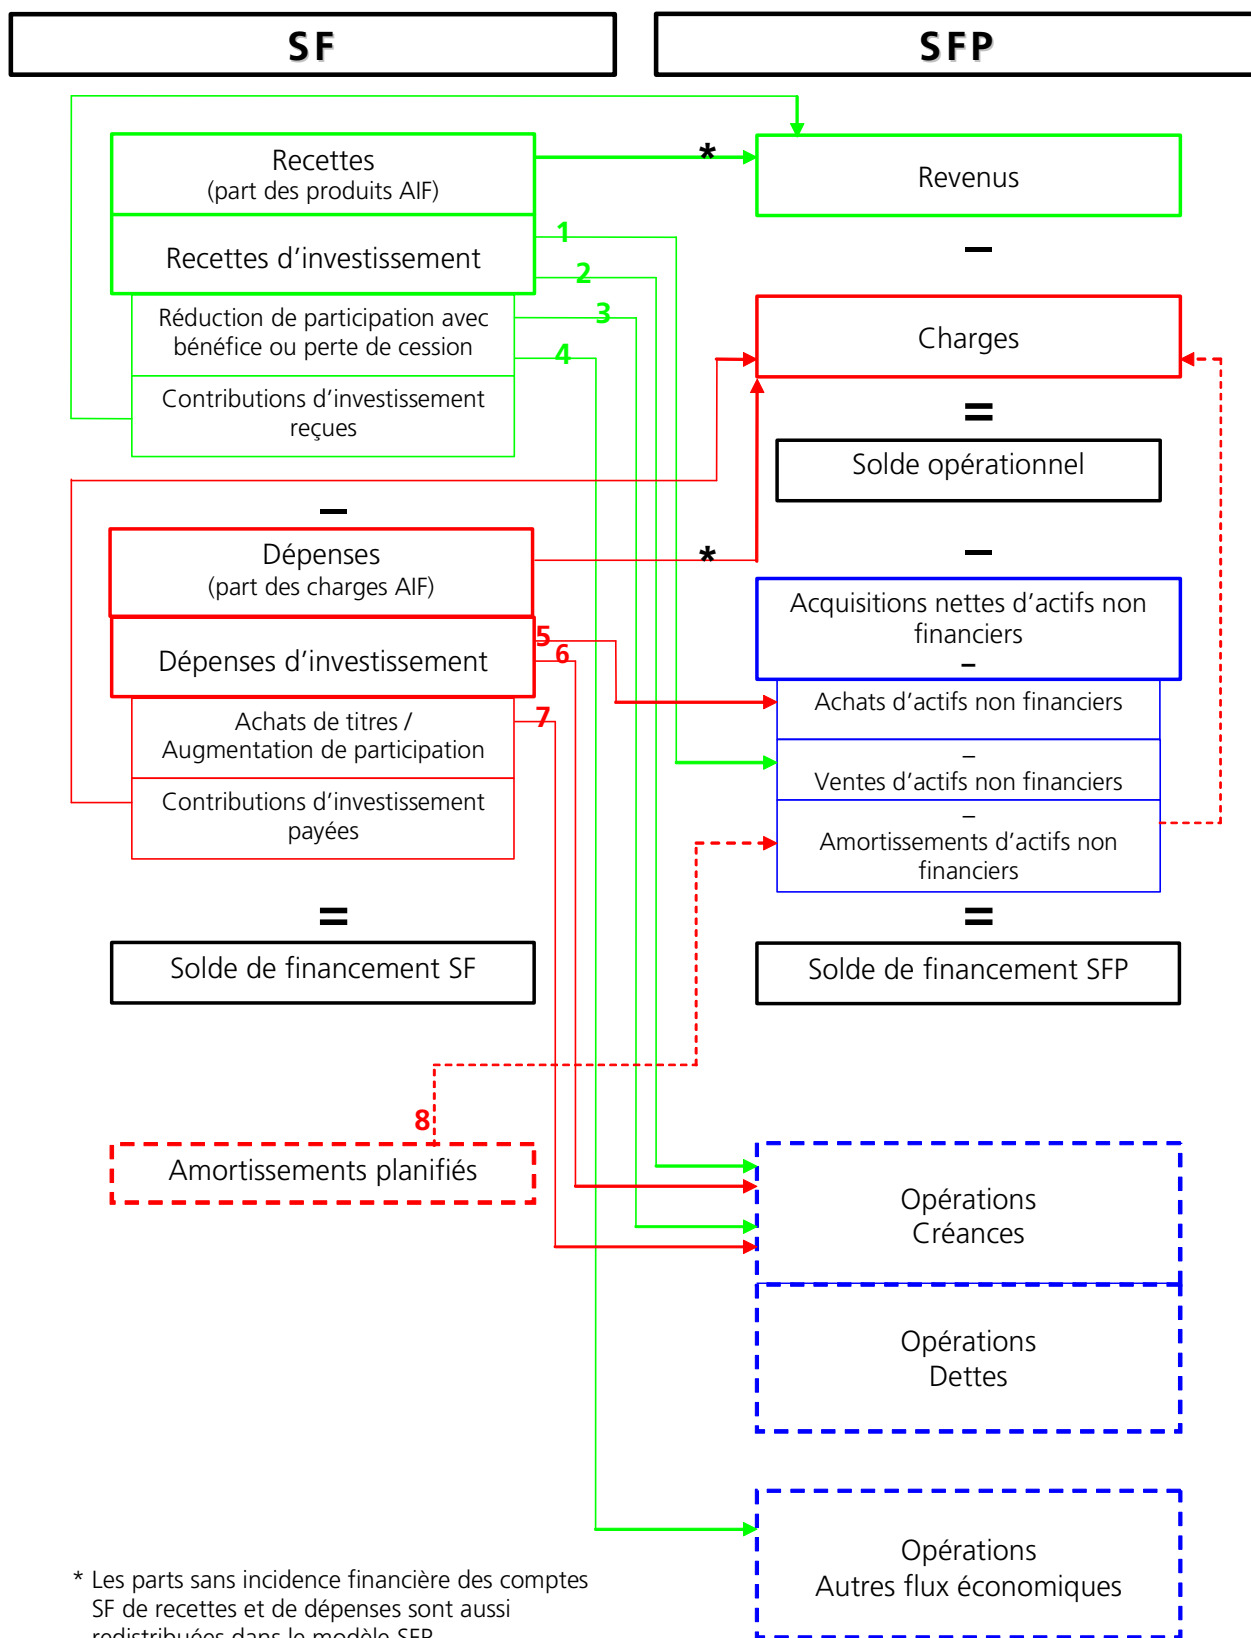 SF
SFP
Recettes
(part des produits AIF)
*
Revenus
1
Recettes d’investissement
2
–
Réduction de participation avec
bénéfice ou perte de cession
3
4
Charges
Contributions d’investissement
reçues
=
Solde opérationnel
–
Dépenses
(part des charges AIF)
*
–
Acquisitions nettes d’actifs non
financiers
–
5
6
Dépenses d’investissement
Achats d’actifs non financiers
Achats de titres /
Augmentation de participation
7
–
Ventes d’actifs non financiers
Contributions d’investissement
payées
–
Amortissements d’actifs non
financiers
=
=
Solde de financement SF
Solde de financement SFP
8
Amortissements planifiés
Opérations
Créances
Opérations
Dettes
Opérations
Autres flux économiques
* Les parts sans incidence financière des comptes
SF de recettes et de dépenses sont aussi
redistribuées dans le modèle SFP